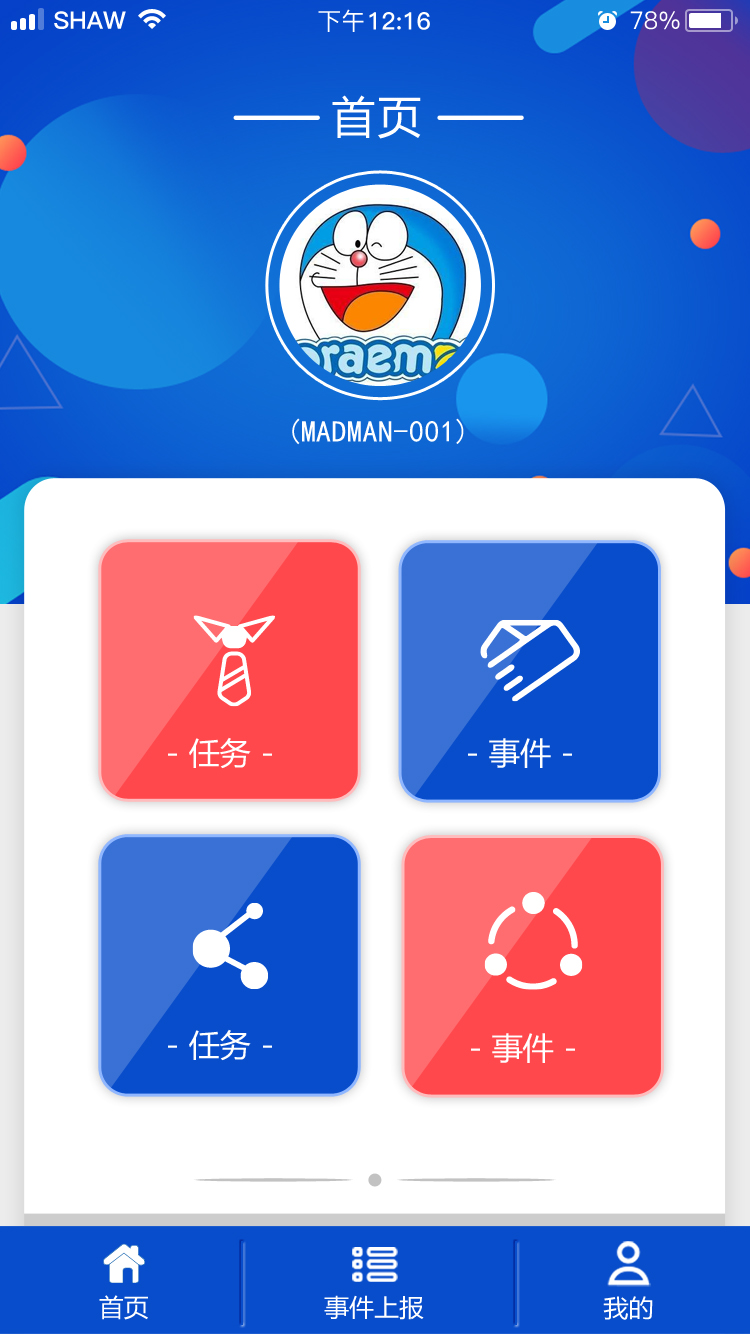 SHAW 下午12:16 78%
首页
oraem
(MADMAN-001)
- 任务 - - 事件 -
- 任务 - - 事件 -
首页 事件上报 我的